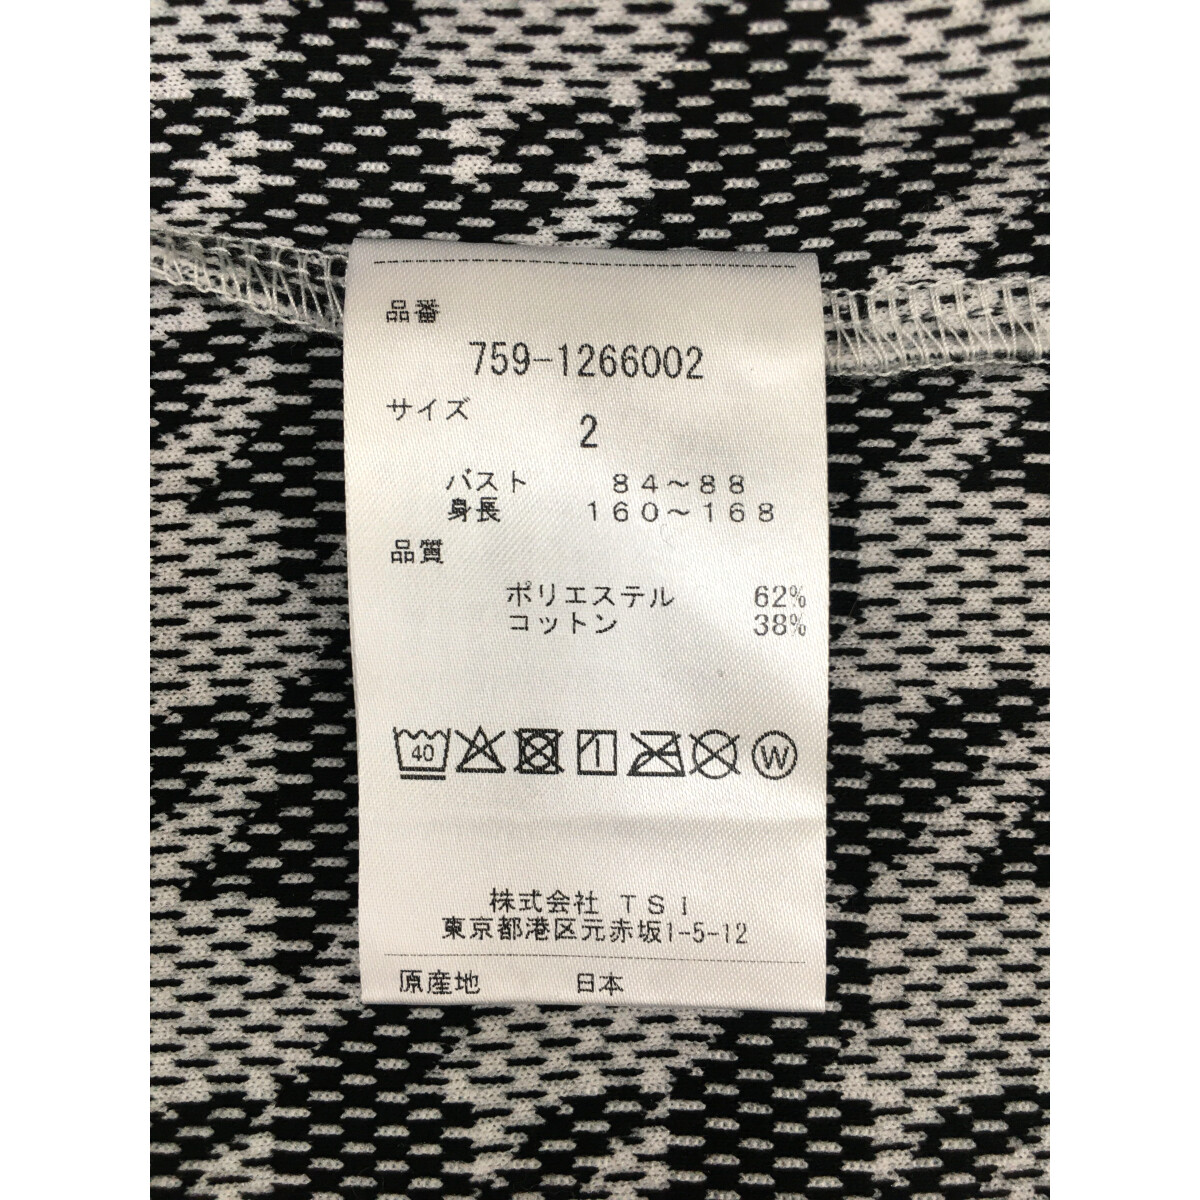 品番
759-1266002
サイズ
2
バスト 84〜88
身長 160〜168
品質
ポリエステル 62%
コットン 38%
40
W
株式会社 TSI
東京都港区元赤坂1-5-12
原産地 日本